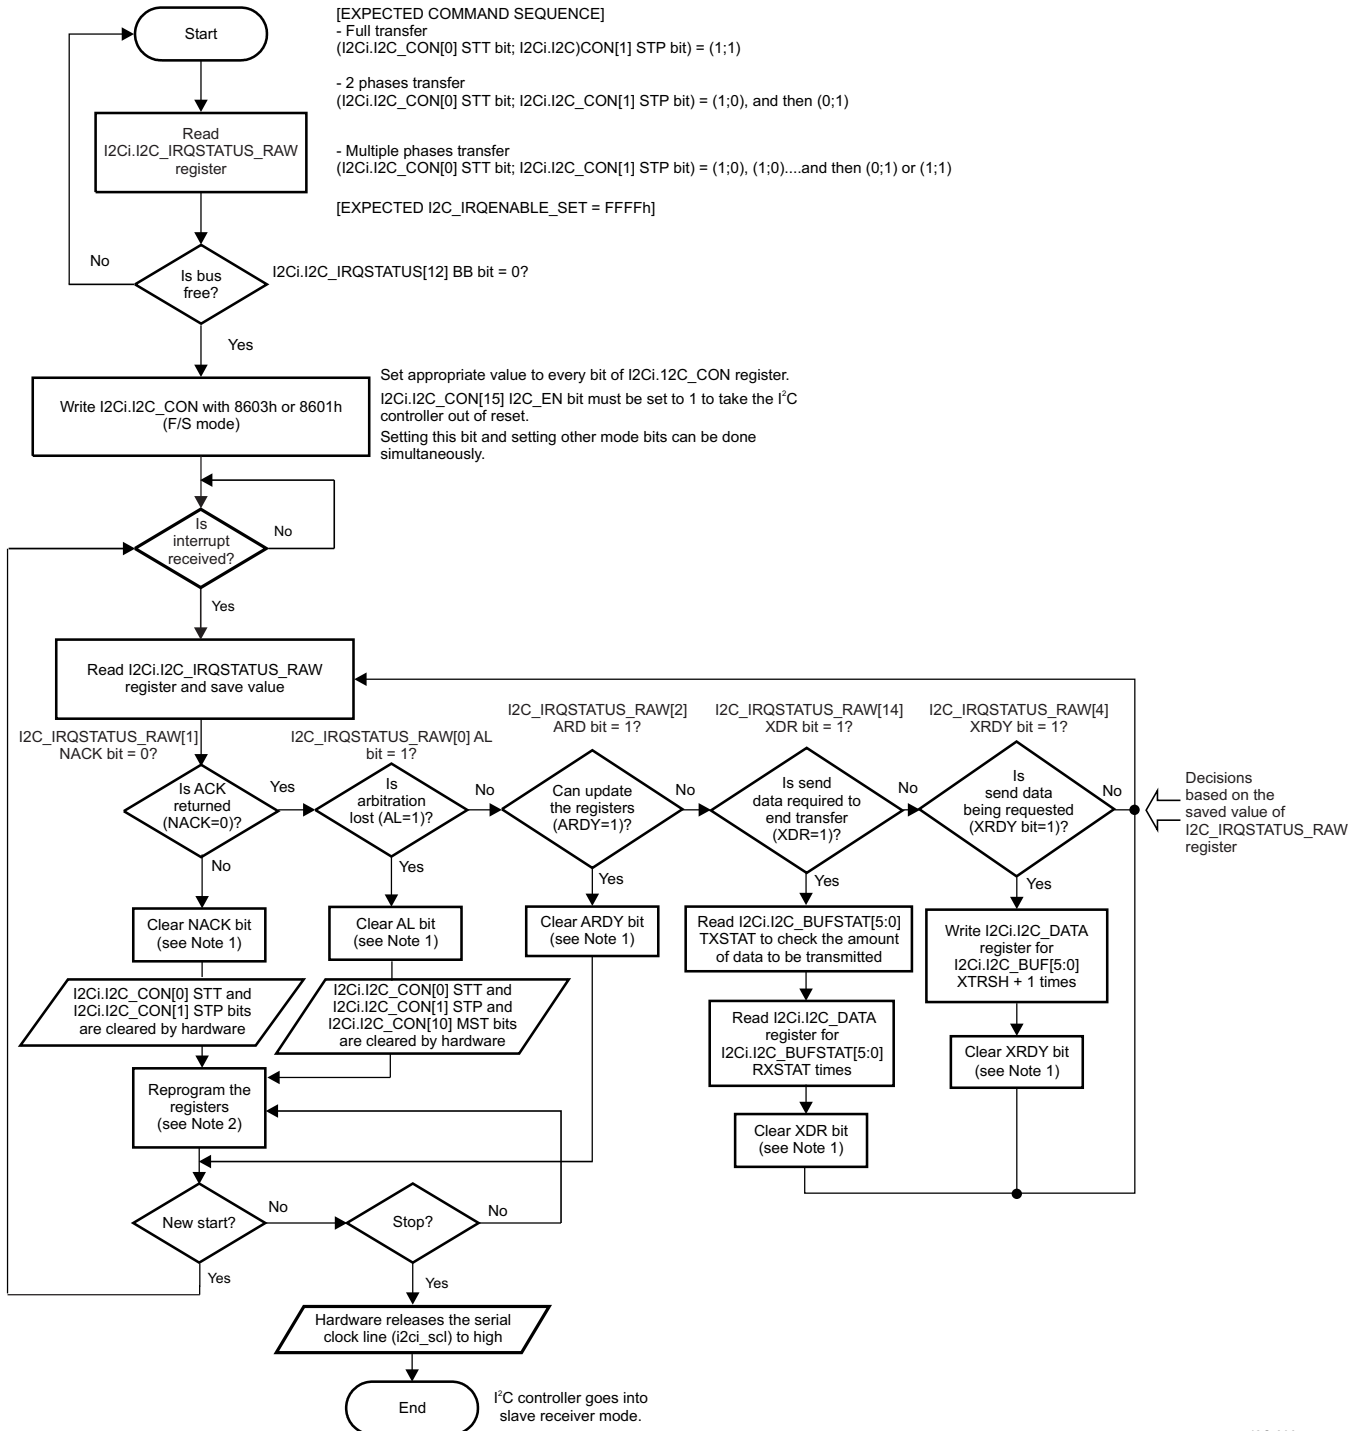 [EXPECTED COMMAND SEQUENCE]
- Full transfer
(I2Ci.I2C_CON[0] STT bit; I2Ci.I2C)CON[1] STP bit) = (1;1)
- 2 phases transfer
(I2Ci.I2C_CON[0] STT bit; I2Ci.I2C_CON[1] STP bit) = (1;0), and then (0;1)
- Multiple phases transfer
(I2Ci.I2C_CON[0] STT bit; I2Ci.I2C_CON[1] STP bit) = (1;0), (1;0)....and then (0;1) or (1;1)
[EXPECTED I2C_IRQENABLE_SET = FFFFh]
Start
Read
I2Ci.I2C_IRQSTATUS_RAW
register
No
Is bus
free?
I2Ci.I2C_IRQSTATUS[12] BB bit = 0?
Yes
Write I2Ci.I2C_CON with 8603h or 8601h
(F/S mode)
Set appropriate value to every bit of I2Ci.12C_CON register.
I2Ci.I2C_CON[15] I2C_EN bit must be set to 1 to take the I²C
controller out of reset.
Setting this bit and setting other mode bits can be done
simultaneously.
Is
interrupt
received?
No
Yes
Read I2Ci.I2C_IRQSTATUS_RAW
register and save value
I2C_IRQSTATUS_RAW[1]
NACK bit = 0?
I2C_IRQSTATUS_RAW[0] AL
bit = 1?
I2C_IRQSTATUS_RAW[2]
ARD bit = 1?
I2C_IRQSTATUS_RAW[14]
XDR bit = 1?
I2C_IRQSTATUS_RAW[4]
XRDY bit = 1?
Is ACK
returned
(NACK=0)?
Yes
Is
arbitration
lost (AL=1)?
No
Can update
the registers
(ARDY=1)?
No
Is send
data required to
end transfer
(XDR=1)?
No
Is
send data
being requested
(XRDY bit=1)?
No
Decisions
based on the
saved value of
I2C_IRQSTATUS_RAW
register
No
Yes
Yes
Yes
Yes
Clear NACK bit
(see Note 1)
Clear AL bit
(see Note 1)
Clear ARDY bit
(see Note 1)
Read I2Ci.I2C_BUFSTAT[5:0]
TXSTAT to check the amount
of data to be transmitted
Write I2Ci.I2C_DATA
register for
I2Ci.I2C_BUF[5:0]
XTRSH + 1 times
I2Ci.I2C_CON[0] STT and
I2Ci.I2C_CON[1] STP bits
are cleared by hardware
I2Ci.I2C_CON[0] STT and
I2Ci.I2C_CON[1] STP and
I2Ci.I2C_CON[10] MST bits
are cleared by hardware
Read I2Ci.I2C_DATA
register for
I2Ci.I2C_BUFSTAT[5:0]
RXSTAT times
Clear XRDY bit
(see Note 1)
Reprogram the
registers
(see Note 2)
Clear XDR bit
(see Note 1)
New start?
No
Stop?
No
Yes
Yes
Hardware releases the serial
clock line (i2ci_scl) to high
End
I²C controller goes into
slave receiver mode.